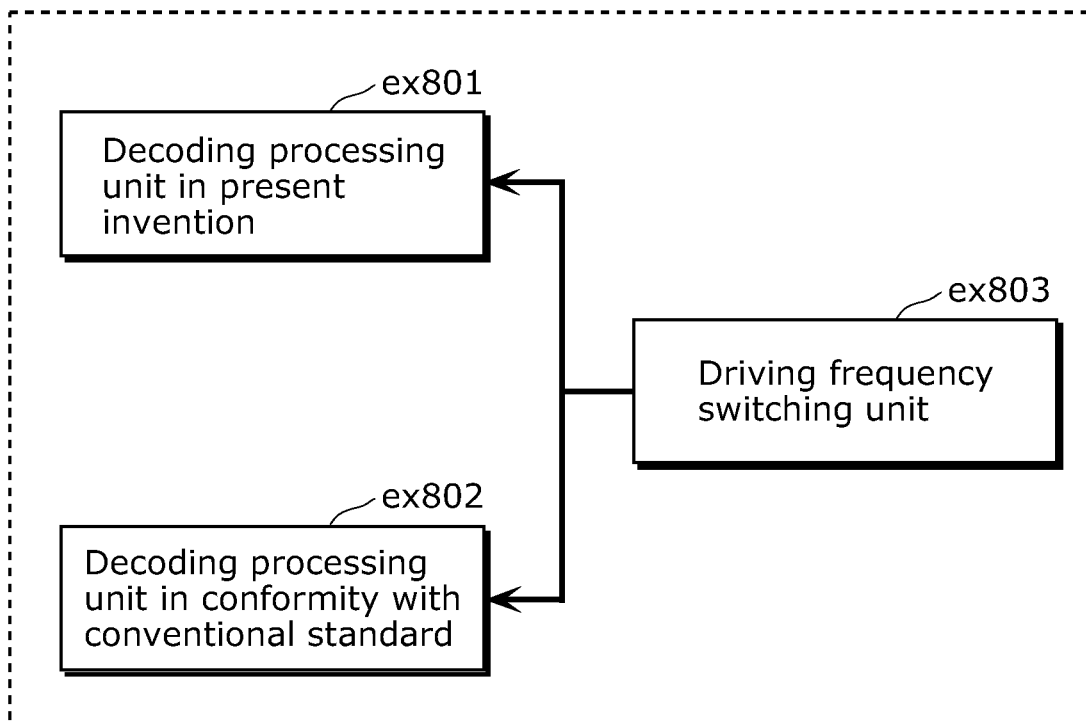 ex801
Decoding processing
unit in present
invention
ex803
Driving frequency
switching unit
ex802
Decoding processing
unit in conformity with
conventional standard